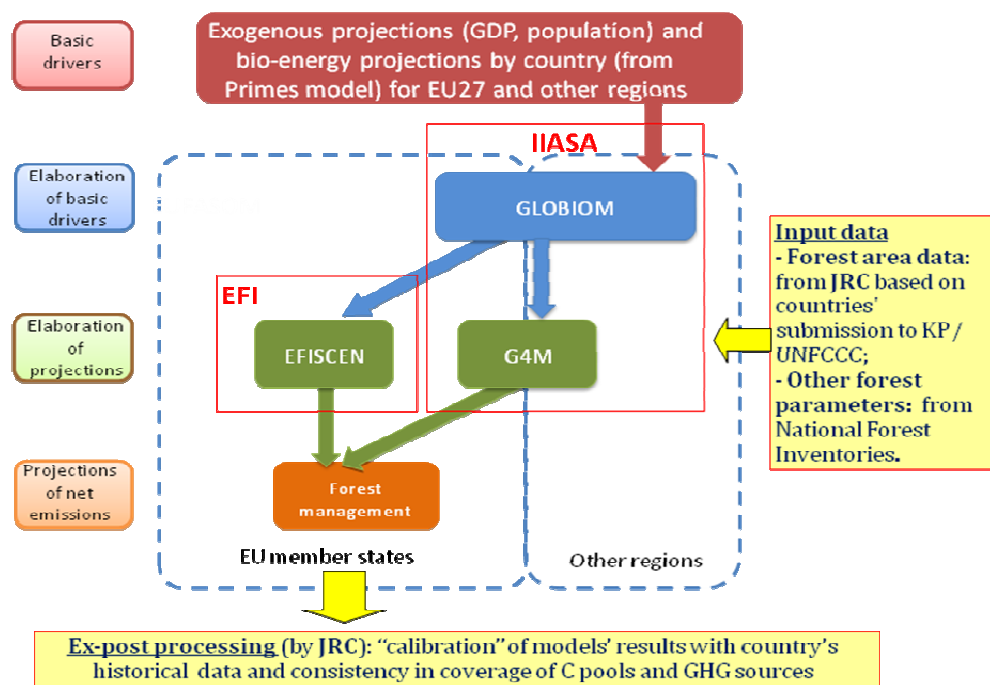 Basic
drivers
Exogenous projections (GDP, population) and
bio-energy projections by country (from
Primes model) for EU27 and other regions
IIASA
Elaboration
of basic
drivers
GLOBIOM
Input data
- Forest area data:
from JRC based on
countries’
submission to KP/
UNFCCC;
- Other forest
parameters: from
National Forest
Inventories.
EFI
Elaboration
of
projections
EFISCEN
G4M
Projections
of net
emissions
Forest
management
EU member states
Other regions
Ex-post processing (by JRC): “calibration” of models’ results with country’s
historical data and consistency in coverage of C pools and GHG sources